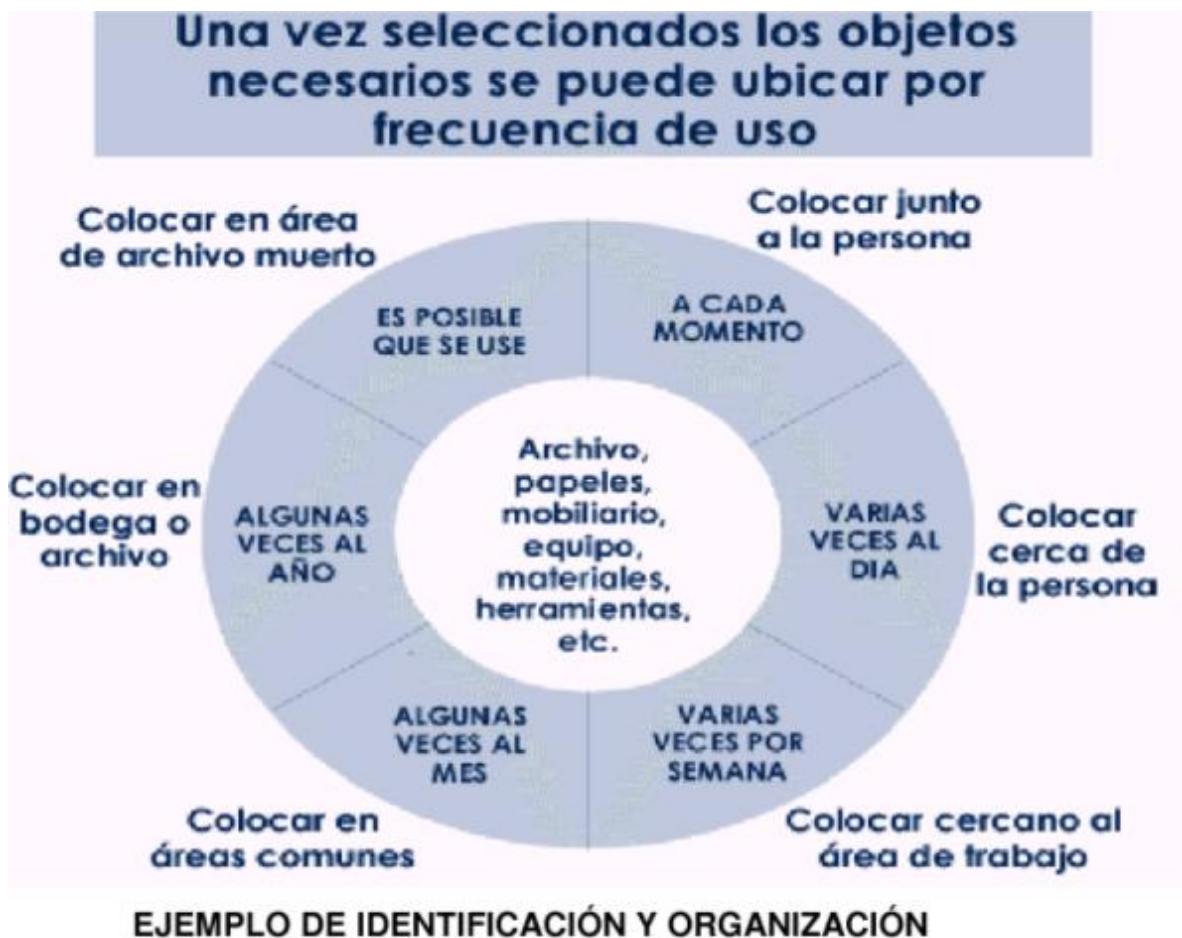 Una vez seleccionados los objetos
necesarios se puede ubicar por
frecuencia de uso
Colocar junto
a la persona
A CADA
MOMENTO
Colocar
cerca de
la persona
VARIAS
VECES AL
DIA
Colocar cercano al
área de trabajo
VARIAS
VECES POR
SEMANA
Colocar en
áreas comunes
ALGUNAS
VECES AL
MES
Colocar en
bodega o
archivo
ALGUNAS
VECES AL
AÑO
Colocar en área
de archivo muerto
ES POSIBLE
QUE SE USE
Archivo,
papeles,
mobiliario,
equipo,
materiales,
herramientas,
etc.
EJEMPLO DE IDENTIFICACIÓN Y ORGANIZACIÓN